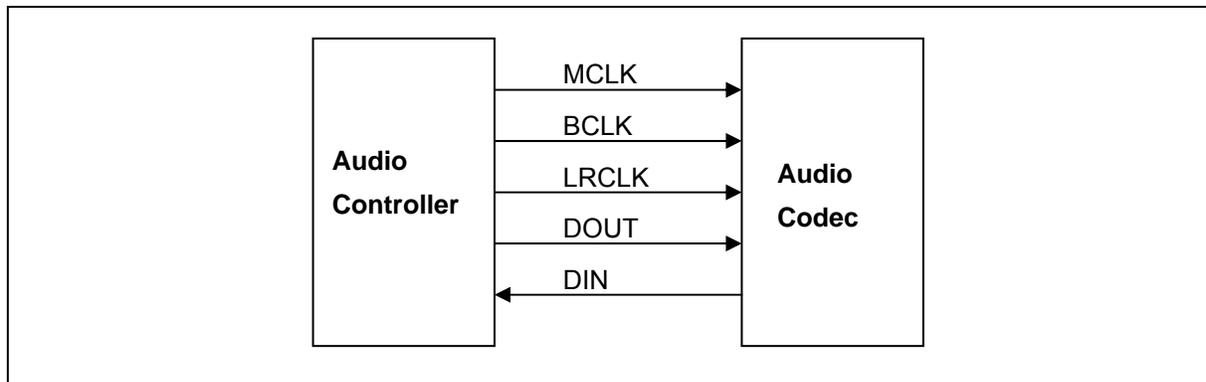 MCLK
BCLK
LRCLK
DOUT
DIN
Audio
Controller
Audio
Codec